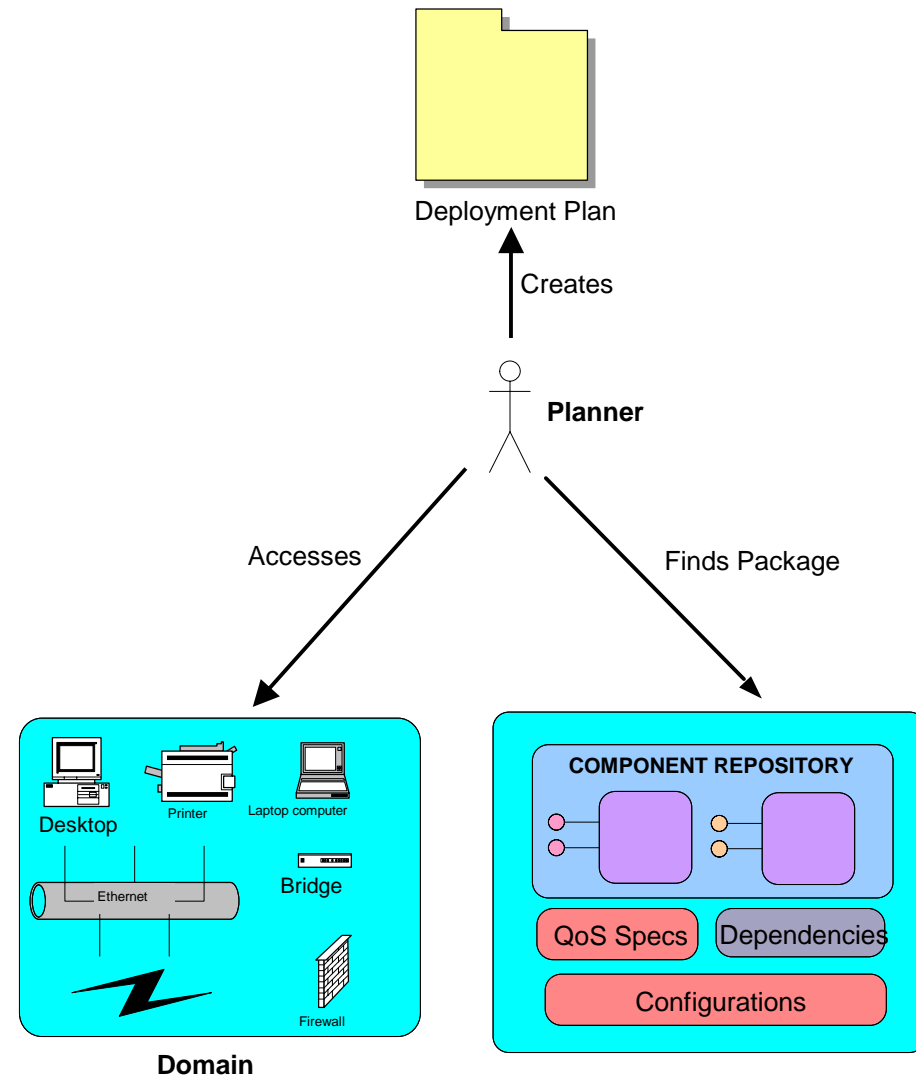 Deployment Plan
Creates
Planner
Accesses
Finds Package
Desktop
Printer
Laptop computer
Ethernet
Bridge
Firewall
Domain
COMPONENT REPOSITORY
QoS Specs
Dependencies
Configurations